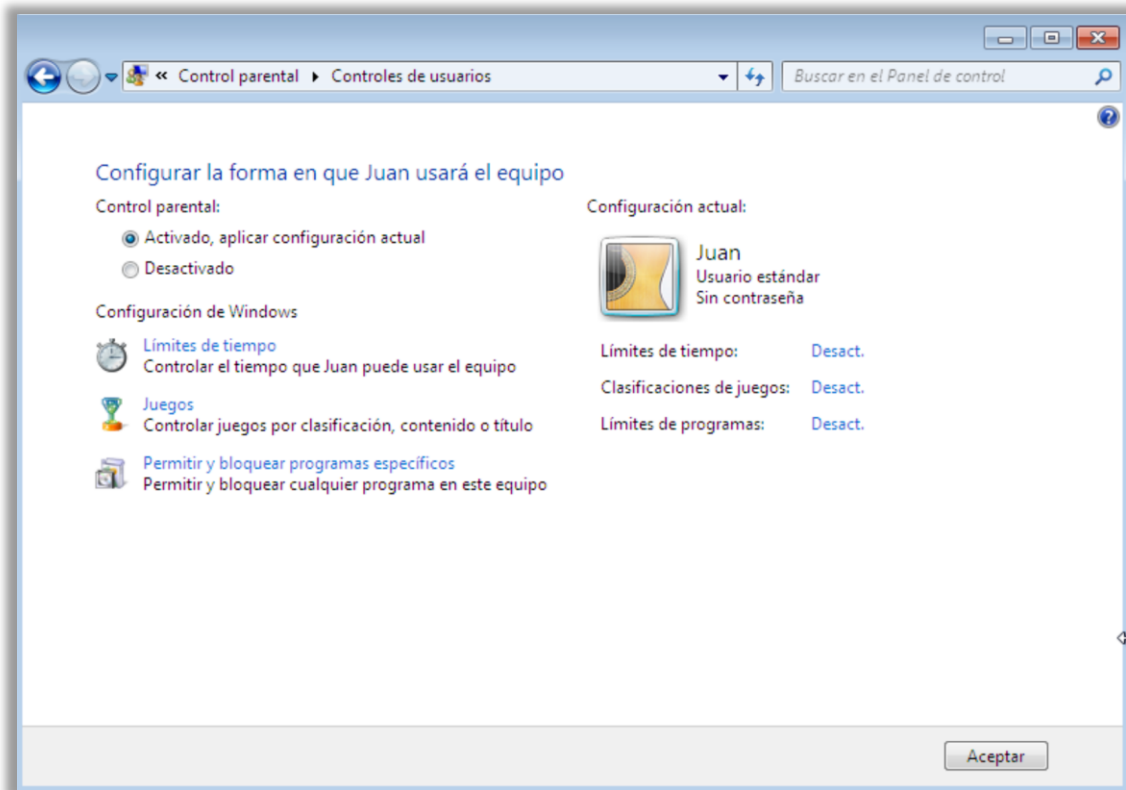 « Control parental ▸ Controles de usuarios
Buscar en el Panel de control
Configurar la forma en que Juan usará el equipo
Control parental:
Activado, aplicar configuración actual
Desactivado
Configuración de Windows
Límites de tiempo
Controlar el tiempo que Juan puede usar el equipo
Juegos
Controlar juegos por clasificación, contenido o título
Permitir y bloquear programas específicos
Permitir y bloquear cualquier programa en este equipo
Configuración actual:
Juan
Usuario estándar
Sin contraseña
Límites de tiempo: Desact.
Clasificaciones de juegos: Desact.
Límites de programas: Desact.
Aceptar